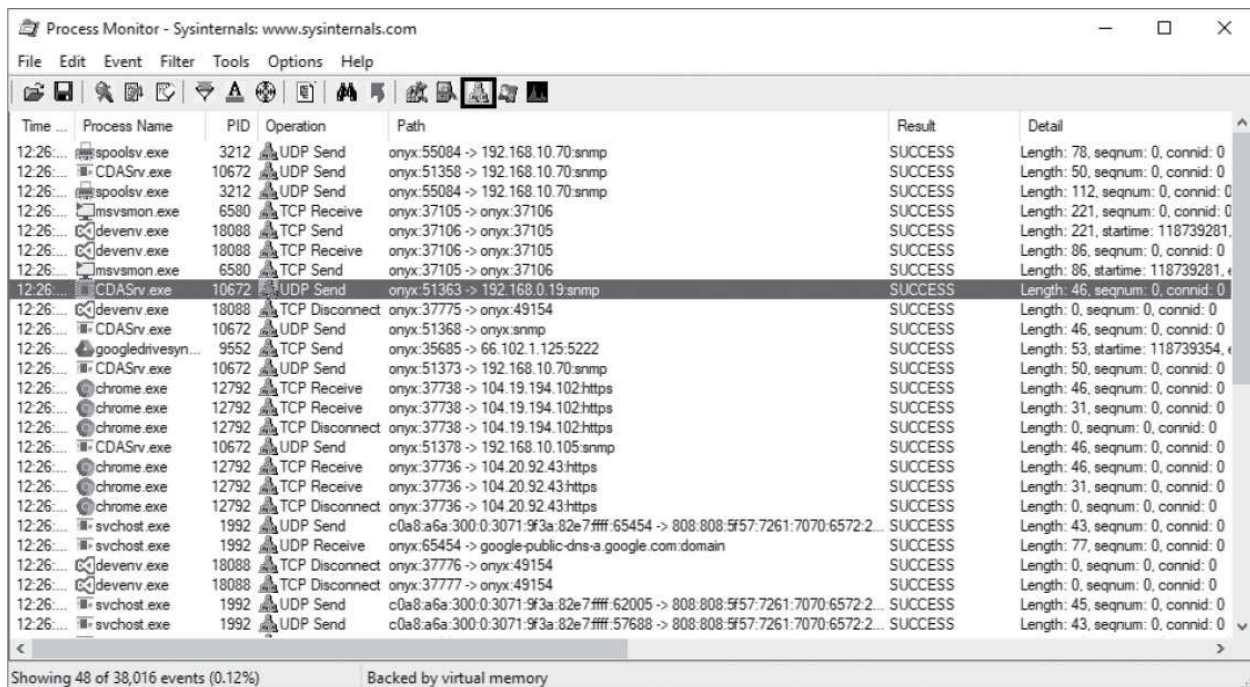 Process Monitor - Sysinternals: www.sysinternals.com
File Edit Event Filter Tools Options Help
Time ... Process Name PID Operation Path Result Detail
12:26:... spoolsv.exe 3212 UDP Send onyx:55084 -> 192.168.10.70:snmp SUCCESS Length: 78, seqnum: 0, connid: 0
12:26:... CDASrv.exe 10672 UDP Send onyx:51358 -> 192.168.10.70:snmp SUCCESS Length: 50, seqnum: 0, connid: 0
12:26:... spoolsv.exe 3212 UDP Send onyx:55084 -> 192.168.10.70:snmp SUCCESS Length: 112, seqnum: 0, connid: 0
12:26:... msvsmon.exe 6580 TCP Receive onyx:37105 -> onyx:37106 SUCCESS Length: 221, seqnum: 0, connid: 0
12:26:... devenv.exe 18088 TCP Send onyx:37106 -> onyx:37105 SUCCESS Length: 221, startime: 118739281,
12:26:... devenv.exe 18088 TCP Receive onyx:37106 -> onyx:37105 SUCCESS Length: 86, seqnum: 0, connid: 0
12:26:... msvsmon.exe 6580 TCP Send onyx:37105 -> onyx:37106 SUCCESS Length: 86, startime: 118739281, e
12:26:... CDASrv.exe 10672 UDP Send onyx:51363 -> 192.168.0.19:snmp SUCCESS Length: 46, seqnum: 0, connid: 0
12:26:... devenv.exe 18088 TCP Disconnect onyx:37775 -> onyx:49154 SUCCESS Length: 0, seqnum: 0, connid: 0
12:26:... CDASrv.exe 10672 UDP Send onyx:51368 -> onyx:snmp SUCCESS Length: 46, seqnum: 0, connid: 0
12:26:... googledrivesyn... 9552 TCP Send onyx:35685 -> 66.102.1.125:5222 SUCCESS Length: 53, startime: 118739354, e
12:26:... CDASrv.exe 10672 UDP Send onyx:51373 -> 192.168.10.70:snmp SUCCESS Length: 50, seqnum: 0, connid: 0
12:26:... chrome.exe 12792 TCP Receive onyx:37738 -> 104.19.194.102:https SUCCESS Length: 46, seqnum: 0, connid: 0
12:26:... chrome.exe 12792 TCP Receive onyx:37738 -> 104.19.194.102:https SUCCESS Length: 31, seqnum: 0, connid: 0
12:26:... chrome.exe 12792 TCP Disconnect onyx:37738 -> 104.19.194.102:https SUCCESS Length: 0, seqnum: 0, connid: 0
12:26:... CDASrv.exe 10672 UDP Send onyx:51378 -> 192.168.10.105:snmp SUCCESS Length: 46, seqnum: 0, connid: 0
12:26:... chrome.exe 12792 TCP Receive onyx:37736 -> 104.20.92.43:https SUCCESS Length: 46, seqnum: 0, connid: 0
12:26:... chrome.exe 12792 TCP Receive onyx:37736 -> 104.20.92.43:https SUCCESS Length: 31, seqnum: 0, connid: 0
12:26:... chrome.exe 12792 TCP Disconnect onyx:37736 -> 104.20.92.43:https SUCCESS Length: 0, seqnum: 0, connid: 0
12:26:... svchost.exe 1992 UDP Send c0a8:a6a:300:0:3071:9f3a:82e7:ffff:65454 -> 808:808:5f57:7261:7070:6572:2... SUCCESS Length: 43, seqnum: 0, connid: 0
12:26:... svchost.exe 1992 UDP Receive onyx:65454 -> google-public-dns-a.google.com:domain SUCCESS Length: 77, seqnum: 0, connid: 0
12:26:... devenv.exe 18088 TCP Disconnect onyx:37776 -> onyx:49154 SUCCESS Length: 0, seqnum: 0, connid: 0
12:26:... devenv.exe 18088 TCP Disconnect onyx:37777 -> onyx:49154 SUCCESS Length: 0, seqnum: 0, connid: 0
12:26:... svchost.exe 1992 UDP Send c0a8:a6a:300:0:3071:9f3a:82e7:ffff:62005 -> 808:808:5f57:7261:7070:6572:2... SUCCESS Length: 45, seqnum: 0, connid: 0
12:26:... svchost.exe 1992 UDP Send c0a8:a6a:300:0:3071:9f3a:82e7:ffff:57688 -> 808:808:5f57:7261:7070:6572:2... SUCCESS Length: 43, seqnum: 0, connid: 0
Showing 48 of 38,016 events (0.12%) Backed by virtual memory